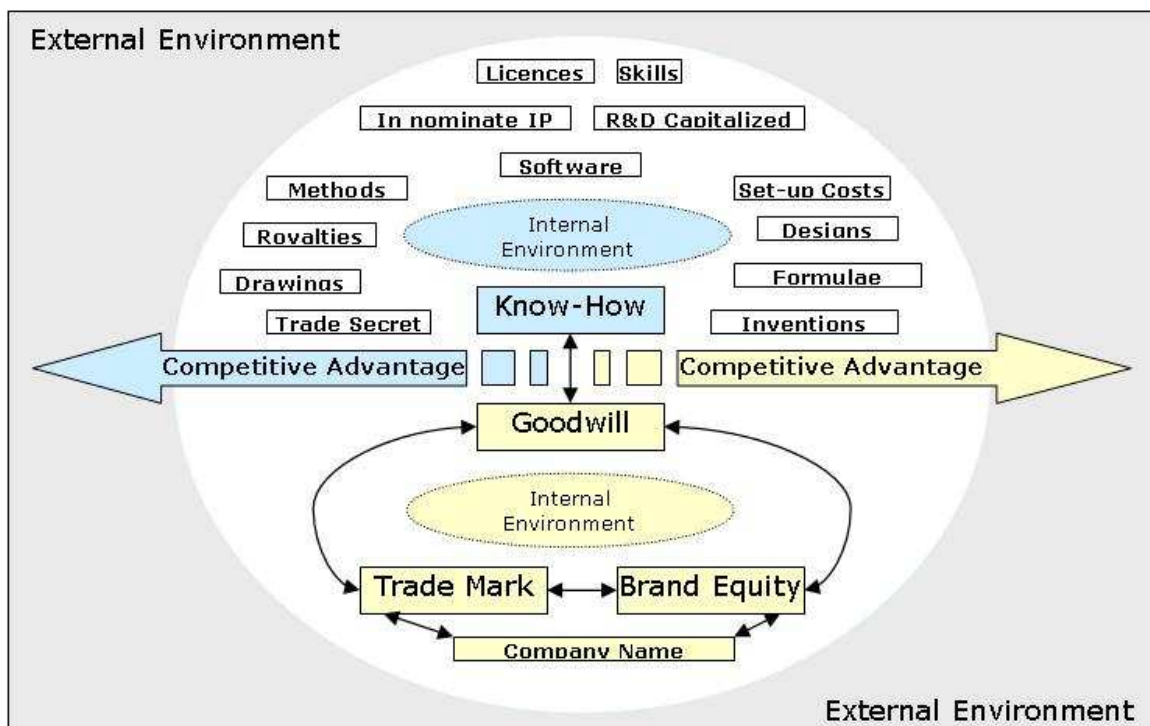 External Environment
Licences
Skills
In nominate IP
R&D Capitalized
Software
Methods
Set-up Costs
Internal
Environment
Royalties
Designs
Drawings
Formulae
Know-How
Trade Secret
Inventions
Competitive Advantage
Competitive Advantage
Goodwill
Internal
Environment
Trade Mark
Brand Equity
Company Name
External Environment